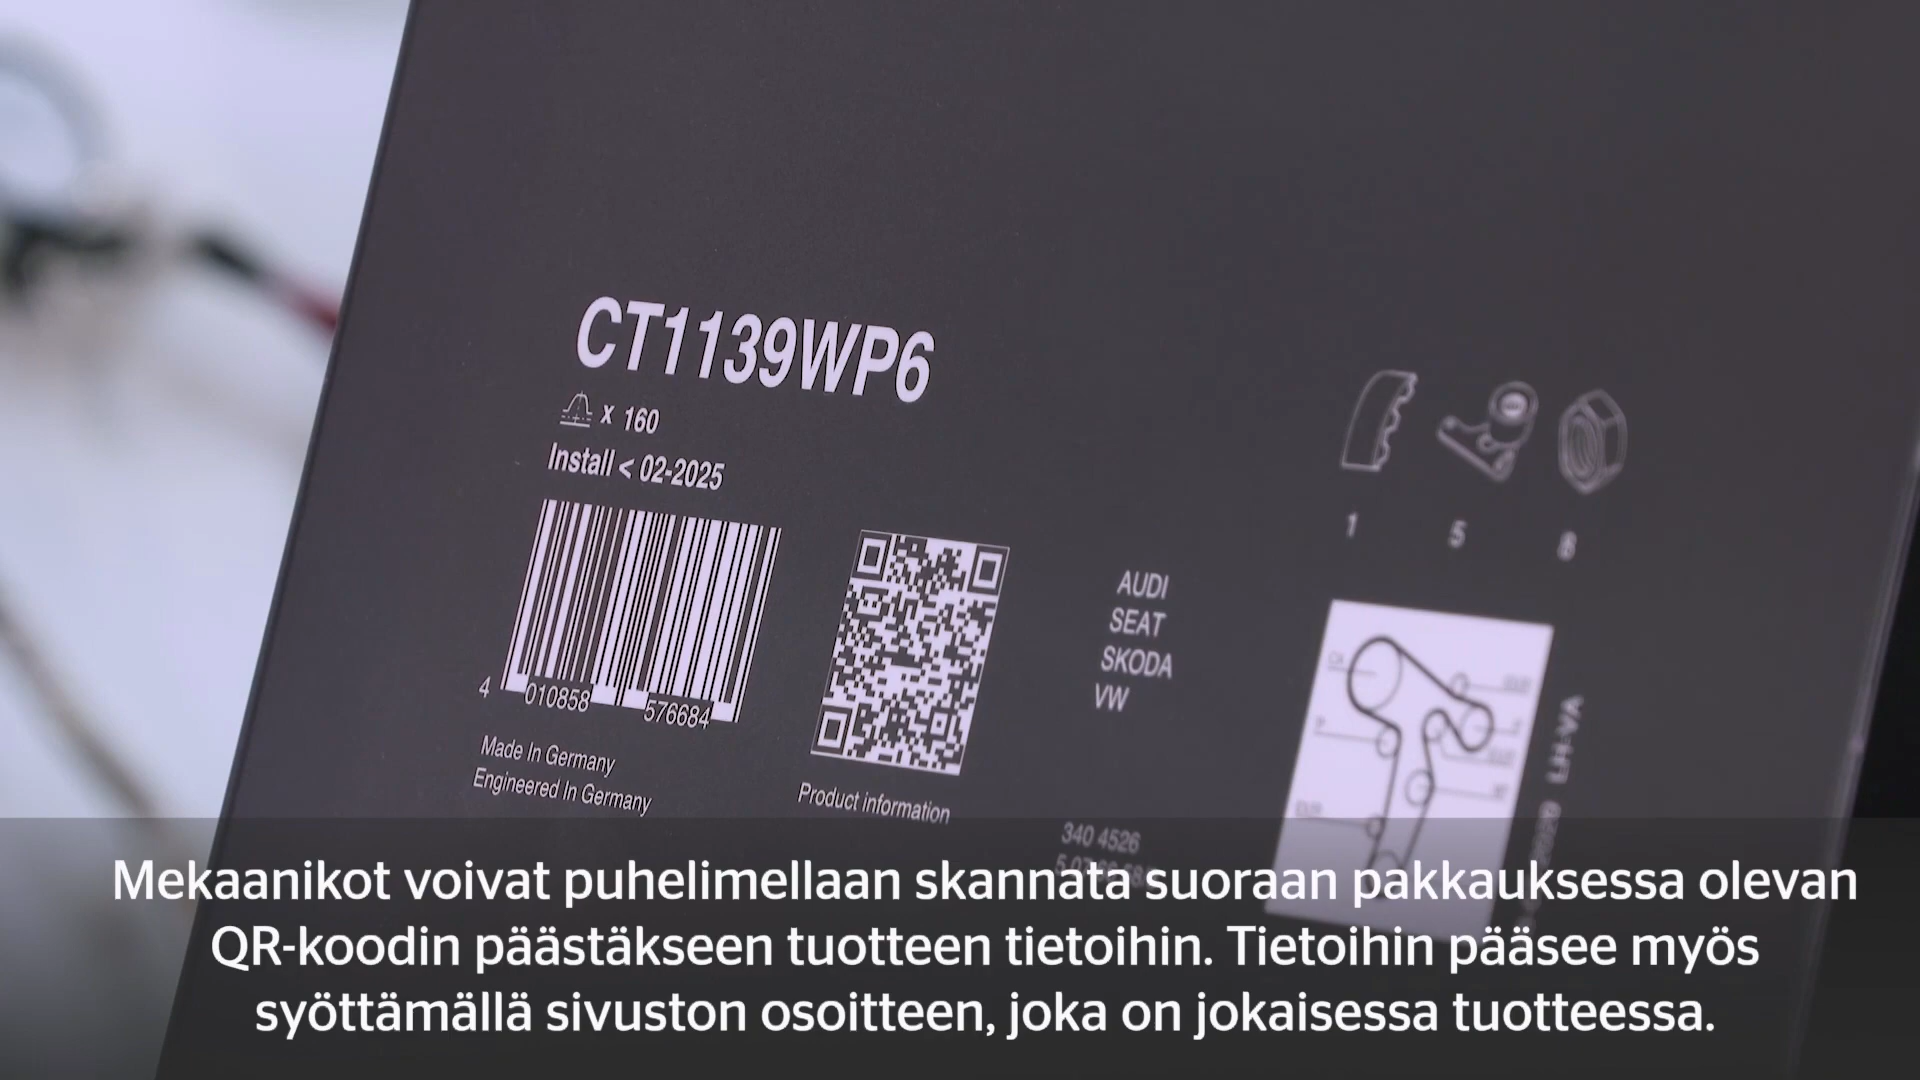 CT1139WP6
x 160
Install < 02-2025
4 010858 576684
Made In Germany
Engineered In Germany
Product information
AUDI
SEAT
SKODA
VW
340 4526
1 5 8
LH-VA
Mekaanikot voivat puhelimellaan skannata suoraan pakkauksessa olevan
QR-koodin päästäkseen tuotteen tietoihin. Tietoihin pääsee myös
syöttämällä sivuston osoitteen, joka on jokaisessa tuotteessa.